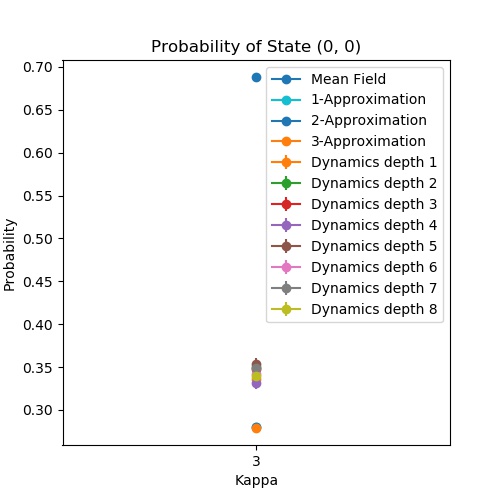 Probability of State (0, 0)
0.70
0.65
0.60
0.55
0.50
0.45
0.40
0.35
0.30
Probability
Mean Field
1-Approximation
2-Approximation
3-Approximation
Dynamics depth 1
Dynamics depth 2
Dynamics depth 3
Dynamics depth 4
Dynamics depth 5
Dynamics depth 6
Dynamics depth 7
Dynamics depth 8
3
Kappa